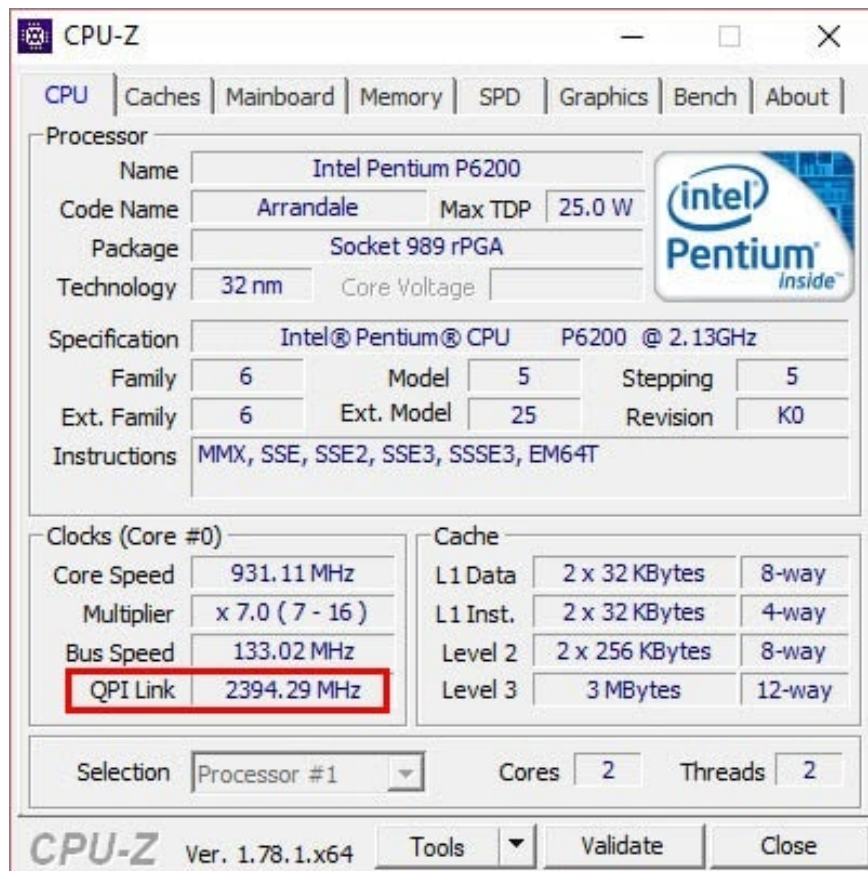 CPU-Z
CPU Caches Mainboard Memory SPD Graphics Bench About
Processor
Name Intel Pentium P6200
Code Name Arrandale Max TDP 25.0 W
Package Socket 989 rPGA
Technology 32 nm Core Voltage
intel
Pentium
inside™
Specification Intel® Pentium® CPU P6200 @ 2.13GHz
Family 6 Model 5 Stepping 5
Ext. Family 6 Ext. Model 25 Revision K0
Instructions MMX, SSE, SSE2, SSE3, SSSE3, EM64T
Clocks (Core #0)
Core Speed 931.11 MHz
Multiplier x 7.0 ( 7 - 16 )
Bus Speed 133.02 MHz
QPI Link 2394.29 MHz
Cache
L1 Data 2 x 32 KBytes 8-way
L1 Inst. 2 x 32 KBytes 4-way
Level 2 2 x 256 KBytes 8-way
Level 3 3 MBytes 12-way
Selection Processor #1 Cores 2 Threads 2
CPU-Z Ver. 1.78.1.x64 Tools Validate Close